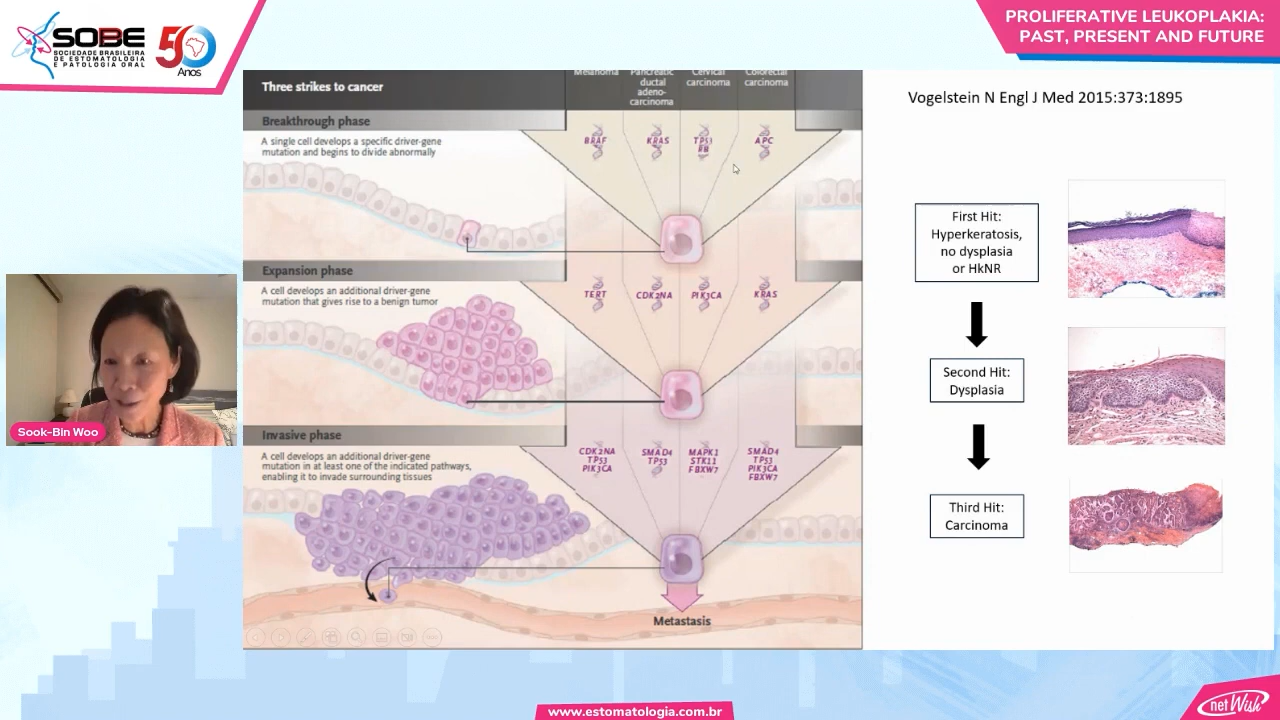 SOBE
SOCIEDADE BRASILEIRA
DE ESTOMATOLOGIA
E PATOLOGIA ORAL
50
Anos
PROLIFERATIVE LEUKOPLAKIA:
PAST, PRESENT AND FUTURE
Three strikes to cancer
Melanoma
Pancreatic
ductal
adeno-
carcinoma
Cervical
carcinoma
Colorectal
carcinoma
Breakthrough phase
A single cell develops a specific driver-gene
mutation and begins to divide abnormally
BRAF
KRAS
TP53
APC
Expansion phase
A cell develops an additional driver-gene
mutation that gives rise to a benign tumor
TERT
CDK2NA
PIK3CA
KRAS
Invasive phase
A cell develops an additional driver-gene
mutation in at least one of the indicated pathways,
enabling it to invade surrounding tissues
CDK2NA
TP53
PIK3CA
SMAD4
TP53
MAPK1
STK11
FBXW7
SMAD4
TP53
PIK3CA
FBXW7
Metastasis
Vogelstein N Engl J Med 2015:373:1895
First Hit:
Hyperkeratosis,
no dysplasia
or HkNR
Second Hit:
Dysplasia
Third Hit:
Carcinoma
Sook-Bin Woo
www.estomatologia.com.br
netWish